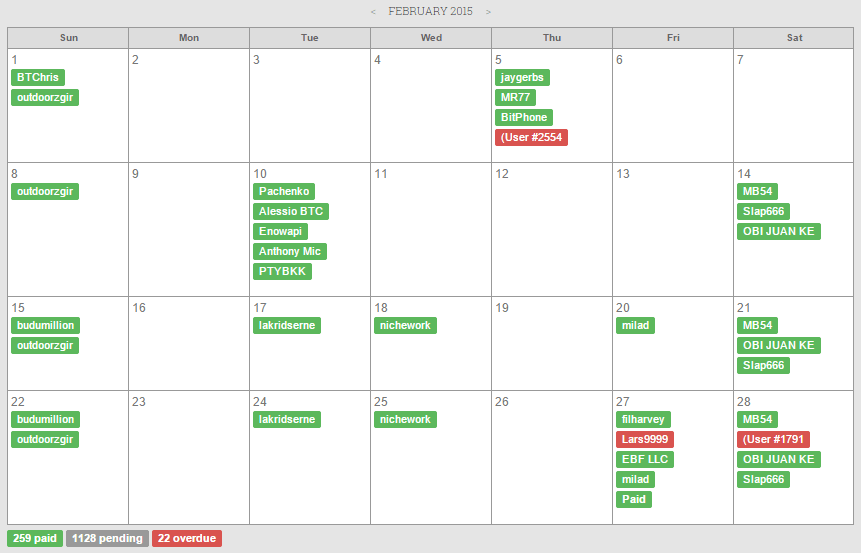 < FEBRUARY 2015 >
Sun Mon Tue Wed Thu Fri Sat
1 2 3 4 5 6 7
BTChris jaygerbs
outdoorzgir MR77
BitPhone
(User #2554
8 9 10 11 12 13 14
outdoorzgir Pachenko MB54
Alessio BTC Slap666
Enowapi OBI JUAN KE
Anthony Mic
PTYBKK
15 16 17 18 19 20 21
budumillion lakridserne nichework milad MB54
outdoorzgir OBI JUAN KE
Slap666
22 23 24 25 26 27 28
budumillion lakridserne nichework filharvey MB54
outdoorzgir Lars9999 (User #1791
EBF LLC OBI JUAN KE
milad Slap666
Paid
259 paid 1128 pending 22 overdue